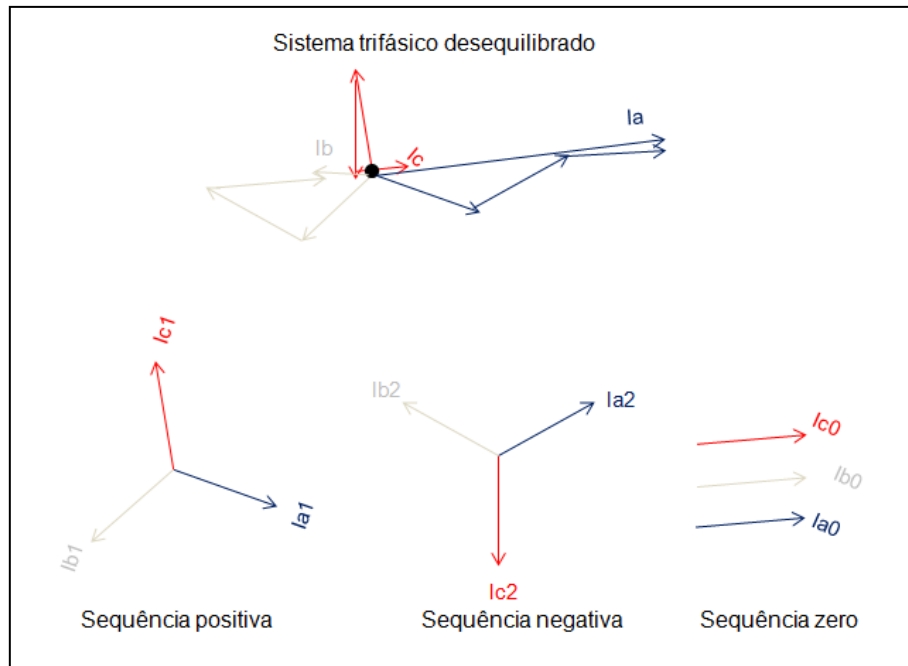 Sistema trifásico desequilibrado
Ia
Ib
Ic
Ic1
Ib1
Ia1
Ib2
Ia2
Ic2
Ic0
Ib0
Ia0
Sequência positiva
Sequência negativa
Sequência zero